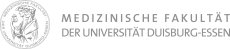 MEDIZINISCHE FAKULTÄT
DER UNIVERSITÄT DUISBURG-ESSEN